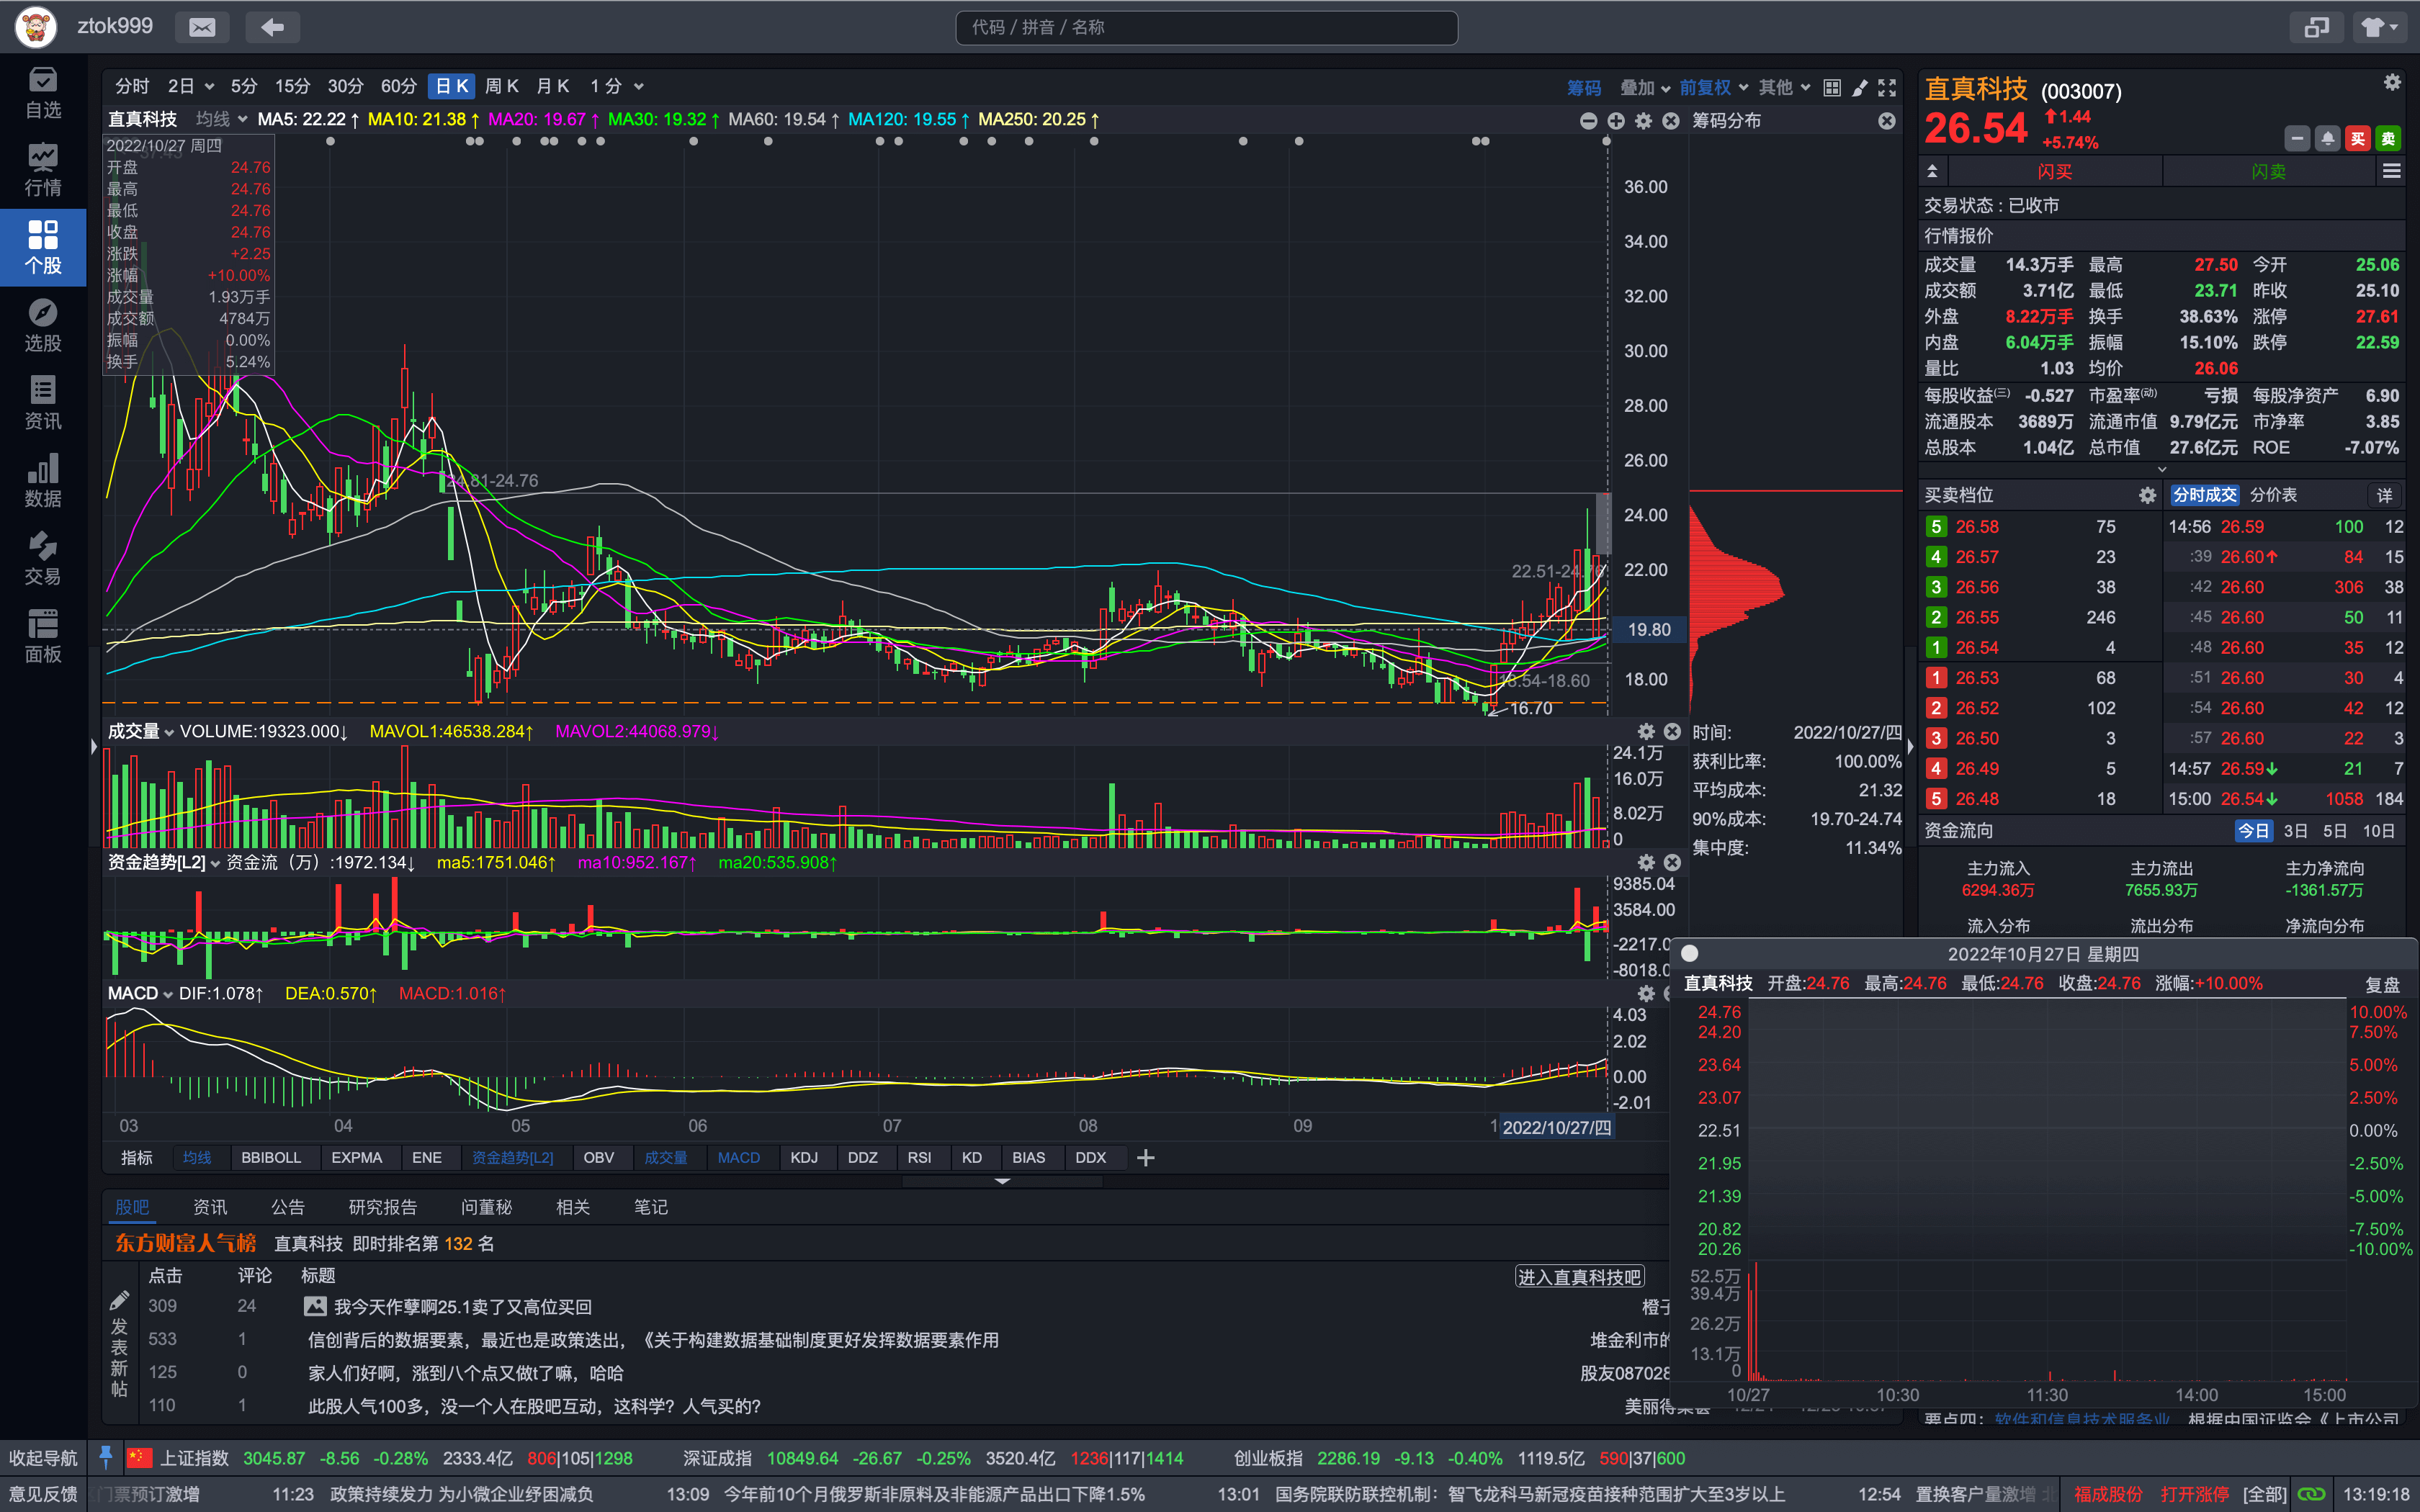 ztok999
代码 / 拼音 / 名称
自选
行情
个股
选股
资讯
数据
交易
面板
分时 2日 5分 15分 30分 60分 日K 周K 月K 1分 筹码 叠加 前复权 其他
直真科技 均线 MA5: 22.22↑ MA10: 21.38↑ MA20: 19.67↑ MA30: 19.32↑ MA60: 19.54↑ MA120: 19.55↑ MA250: 20.25↑
筹码分布
2022/10/27 周四
开盘 24.76
最高 24.76
最低 24.76
收盘 24.76
涨跌 +2.25
涨幅 +10.00%
成交量 1.93万手
成交额 4784万
振幅 0.00%
换手 5.24%
36.00
34.00
32.00
30.00
28.00
26.00
24.00
22.00
19.80
18.00
24.81-24.76
22.51-24.76
18.54-18.60
16.70
成交量 VOLUME:19323.000↓ MAVOL1:46538.284↑ MAVOL2:44068.979↓
24.1万
16.0万
8.02万
0
资金趋势[L2] 资金流（万）:1972.134↓ ma5:1751.046↑ ma10:952.167↑ ma20:535.908↑
9385.04
3584.00
-2217.0
-8018.0
MACD DIF:1.078↑ DEA:0.570↑ MACD:1.016↑
4.03
2.02
0.00
-2.01
03 04 05 06 07 08 09 1 2022/10/27/四
指标 均线 BBIBOLL EXPMA ENE 资金趋势[L2] OBV 成交量 MACD KDJ DDZ RSI KD BIAS DDX
时间: 2022/10/27/四
获利比率: 100.00%
平均成本: 21.32
90%成本: 19.70-24.74
集中度: 11.34%
股吧 资讯 公告 研究报告 问董秘 相关 笔记
东方财富人气榜 直真科技 即时排名第 132 名
点击 评论 标题 进入直真科技吧
309 24 我今天作孽啊25.1卖了又高位买回 橙子
533 1 信创背后的数据要素，最近也是政策迭出，《关于构建数据基础制度更好发挥数据要素作用 堆金利市的
125 0 家人们好啊，涨到八个点又做t了嘛，哈哈 股友087028
110 1 此股人气100多，没一个人在股吧互动，这科学？人气买的？
发表新帖
直真科技 (003007)
26.54 1.44
+5.74%
买 卖
闪买 闪卖
交易状态：已收市
行情报价
成交量 14.3万手 最高 27.50 今开 25.06
成交额 3.71亿 最低 23.71 昨收 25.10
外盘 8.22万手 换手 38.63% 涨停 27.61
内盘 6.04万手 振幅 15.10% 跌停 22.59
量比 1.03 均价 26.06
每股收益(三) -0.527 市盈率(动) 亏损 每股净资产 6.90
流通股本 3689万 流通市值 9.79亿元 市净率 3.85
总股本 1.04亿 总市值 27.6亿元 ROE -7.07%
买卖档位 分时成交 分价表 详
5 26.58 75 14:56 26.59 100 12
4 26.57 23 :39 26.60↑ 84 15
3 26.56 38 :42 26.60 306 38
2 26.55 246 :45 26.60 50 11
1 26.54 4 :48 26.60 35 12
1 26.53 68 :51 26.60 30 4
2 26.52 102 :54 26.60 42 12
3 26.50 3 :57 26.60 22 3
4 26.49 5 14:57 26.59↓ 21 7
5 26.48 18 15:00 26.54↓ 1058 184
资金流向 今日 3日 5日 10日
主力流入 主力流出 主力净流向
6294.36万 7655.93万 -1361.57万
流入分布 流出分布 净流向分布
2022年10月27日 星期四
直真科技 开盘:24.76 最高:24.76 最低:24.76 收盘:24.76 涨幅:+10.00% 复盘
24.76 10.00%
24.20 7.50%
23.64 5.00%
23.07 2.50%
22.51 0.00%
21.95 -2.50%
21.39 -5.00%
20.82 -7.50%
20.26 -10.00%
52.5万
39.4万
26.2万
13.1万
0
10/27 10:30 11:30 14:00 15:00
要点四：软件和信息技术服务业 根据中国证监会《上市公司
收起导航 上证指数 3045.87 -8.56 -0.28% 2333.4亿 806|105|1298 深证成指 10849.64 -26.67 -0.25% 3520.4亿 1236|117|1414 创业板指 2286.19 -9.13 -0.40% 1119.5亿 590|37|600
意见反馈 门票预订激增 11:23 政策持续发力 为小微企业纾困减负 13:09 今年前10个月俄罗斯非原料及非能源产品出口下降1.5% 13:01 国务院联防联控机制：智飞龙科马新冠疫苗接种范围扩大至3岁以上 12:54 置换客户量激增 福成股份 打开涨停 [全部] 13:19:18